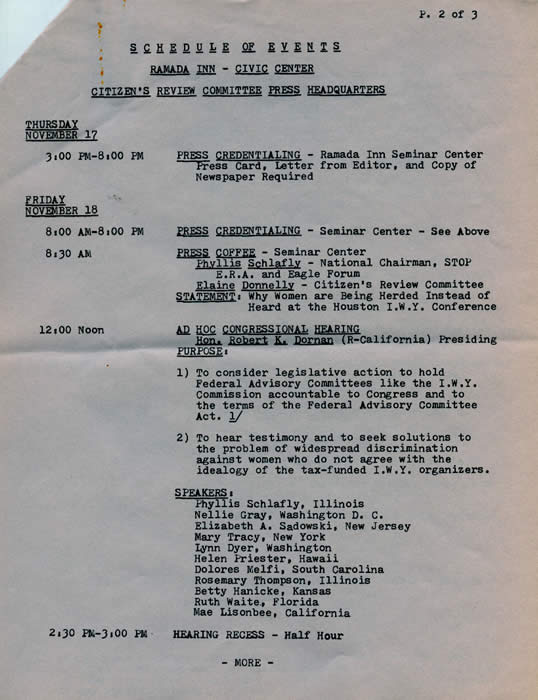 P. 2 of 3
SCHEDULE OF EVENTS
RAMADA INN - CIVIC CENTER
CITIZEN'S REVIEW COMMITTEE PRESS HEADQUARTERS
THURSDAY
NOVEMBER 17
3:00 PM-8:00 PM PRESS CREDENTIALING - Ramada Inn Seminar Center
Press Card, Letter from Editor, and Copy of
Newspaper Required
FRIDAY
NOVEMBER 18
8:00 AM-8:00 PM PRESS CREDENTIALING - Seminar Center - See Above
8:30 AM PRESS COFFEE - Seminar Center
Phyllis Schlafly - National Chairman, STOP
E.R.A. and Eagle Forum
Elaine Donnelly - Citizen's Review Committee
STATEMENT: Why Women are Being Herded Instead of
Heard at the Houston I.W.Y. Conference
12:00 Noon AD HOC CONGRESSIONAL HEARING
Hon. Robert K. Dornan (R-California) Presiding
PURPOSE:
1) To consider legislative action to hold
Federal Advisory Committees like the I.W.Y.
Commission accountable to Congress and to
the terms of the Federal Advisory Committee
Act. 1/
2) To hear testimony and to seek solutions to
the problem of widespread discrimination
against women who do not agree with the
idealogy of the tax-funded I.W.Y. organizers.
SPEAKERS:
Phyllis Schlafly, Illinois
Nellie Gray, Washington D. C.
Elizabeth A. Sadowski, New Jersey
Mary Tracy, New York
Lynn Dyer, Washington
Helen Priester, Hawaii
Dolores Melfi, South Carolina
Rosemary Thompson, Illinois
Betty Hanicke, Kansas
Ruth Waite, Florida
Mae Lisonbee, California
2:30 PM-3:00 PM HEARING RECESS - Half Hour
- MORE -